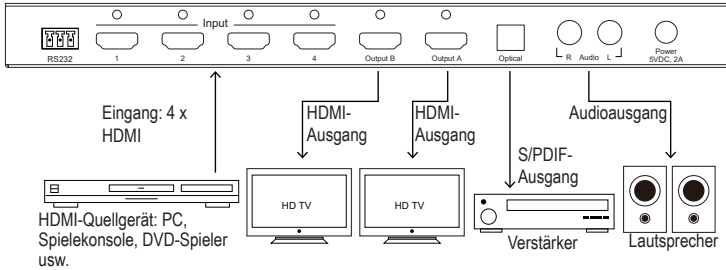 Input
RS232 1 2 3 4 Output B Output A Optical R Audio L Power
5VDC, 2A
Eingang: 4 x
HDMI
HDMI-
Ausgang
HDMI-
Ausgang
S/PDIF-
Ausgang
Audioausgang
HD TV
HD TV
HDMI-Quellgerät: PC,
Spielekonsole, DVD-Spieler
usw.
Verstärker
Lautsprecher